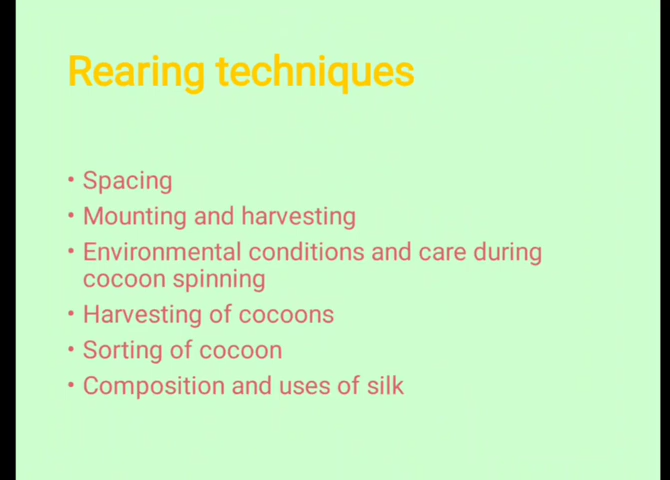 Rearing techniques
• Spacing
• Mounting and harvesting
• Environmental conditions and care during
cocoon spinning
• Harvesting of cocoons
• Sorting of cocoon
• Composition and uses of silk